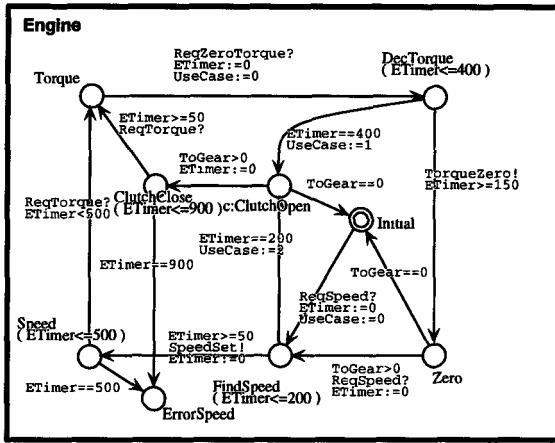 Engine
ReqZeroTorque?
ETimer:=0
UseCase:=0
Torque
DecTorque
( ETimer<=400)
ETimer>=50
ReqTorque?
ETimer==400
UseCase:=1
ToGear>0
ETimer:=0
TorqueZero!
ETimer>=150
ToGear==0
ReqTorque?
ETimer<500
ClutchClose
( ETimer<=900)
c:ClutchOpen
Initial
ETimer==200
UseCase:=2
ETimer==900
ToGear==0
ReqSpeed?
ETimer:=0
UseCase:=0
Speed
( ETimer<=500)
ETimer>=50
SpeedSet!
ETimer:=0
ToGear>0
ReqSpeed?
ETimer:=0
Zero
ETimer==500
FindSpeed
( ETimer<=200)
ErrorSpeed